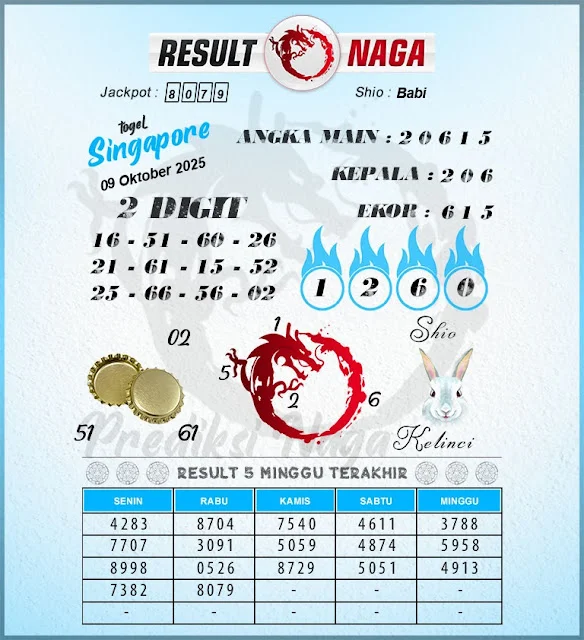 RESULT NAGA
Jackpot : 8079 Shio : Babi
togel
Singapore
09 Oktober 2025
ANGKA MAIN : 2 0 6 1 5
KEPALA : 2 0 6
EKOR : 6 1 5
2 DIGIT
16 - 51 - 60 - 26
21 - 61 - 15 - 52
25 - 66 - 56 - 02
1 2 6 0
02
51 61
1
5
2
6
Shio
Kelinci
Prediksi Naga
RESULT 5 MINGGU TERAKHIR
SENIN RABU KAMIS SABTU MINGGU
4283 8704 7540 4611 3788
7707 3091 5059 4874 5958
8998 0526 8729 5051 4913
7382 8079 - - -
- - - - -